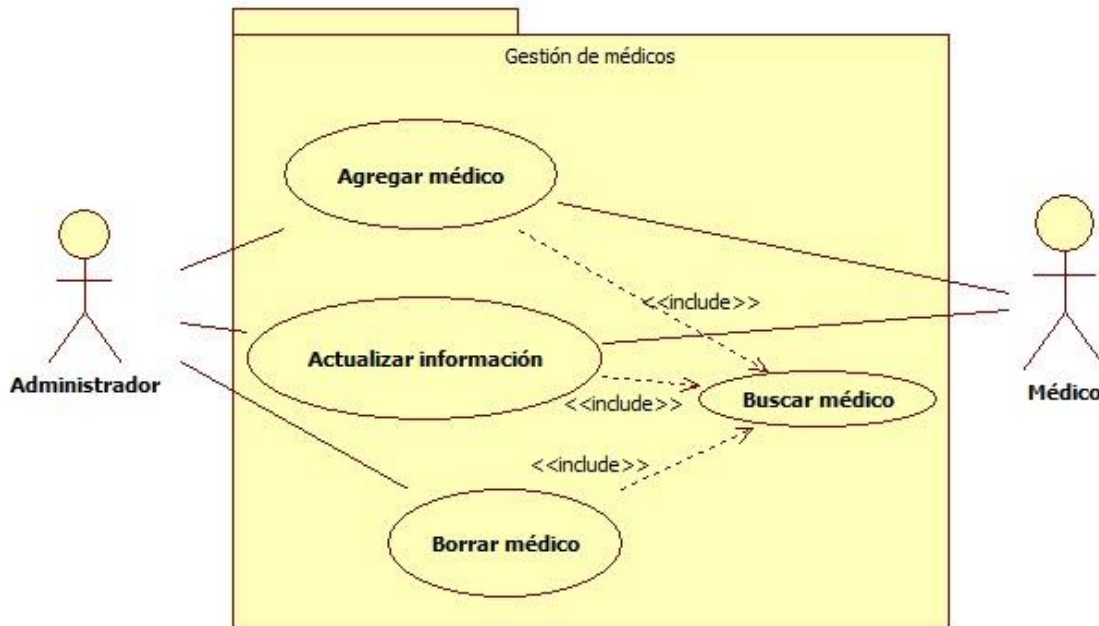 Gestión de médicos
Agregar médico
<<include>>
Actualizar información
<<include>>
Buscar médico
Administrador
Médico
<<include>>
Borrar médico